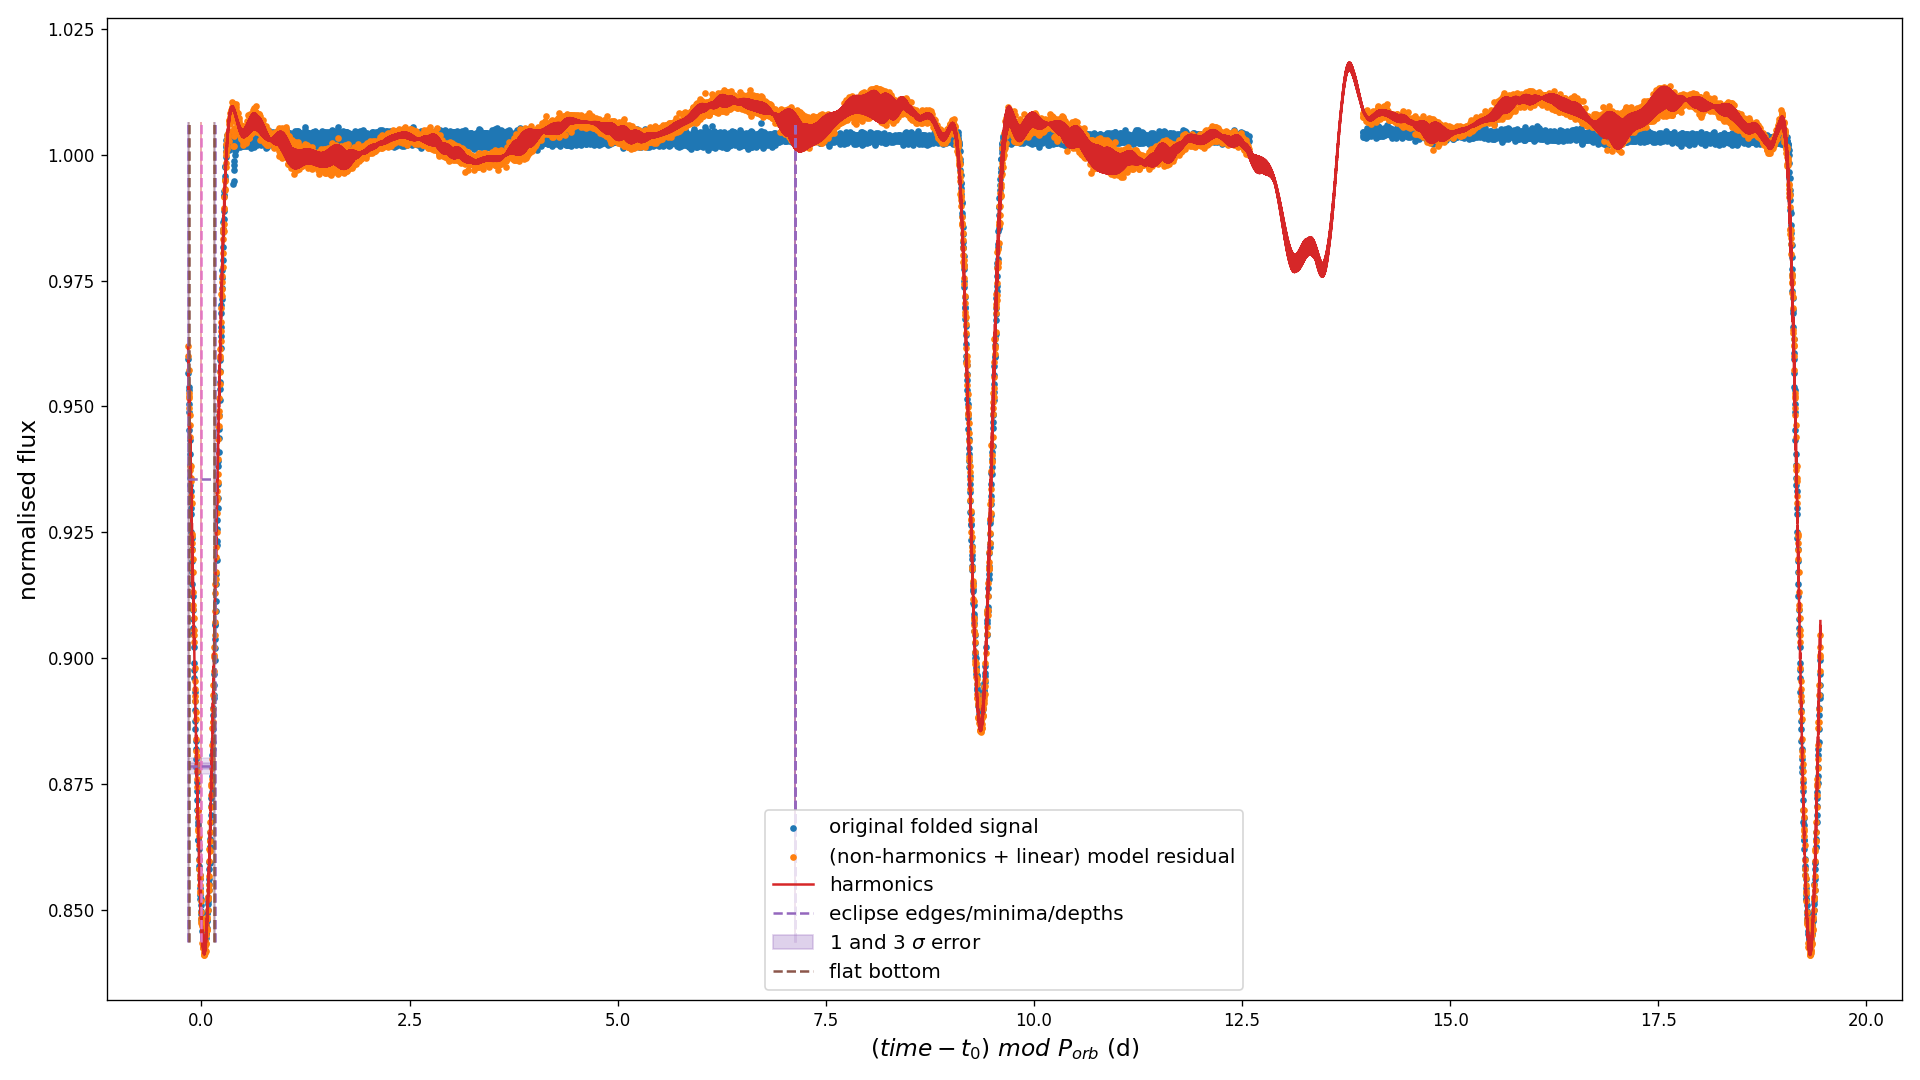 1.025
1.000
0.975
0.950
0.925
0.900
0.875
0.850
normalised flux
original folded signal
(non-harmonics + linear) model residual
harmonics
eclipse edges/minima/depths
1 and 3 σ error
flat bottom
0.0 2.5 5.0 7.5 10.0 12.5 15.0 17.5 20.0
(time − t₀) mod Pₒᵣb (d)